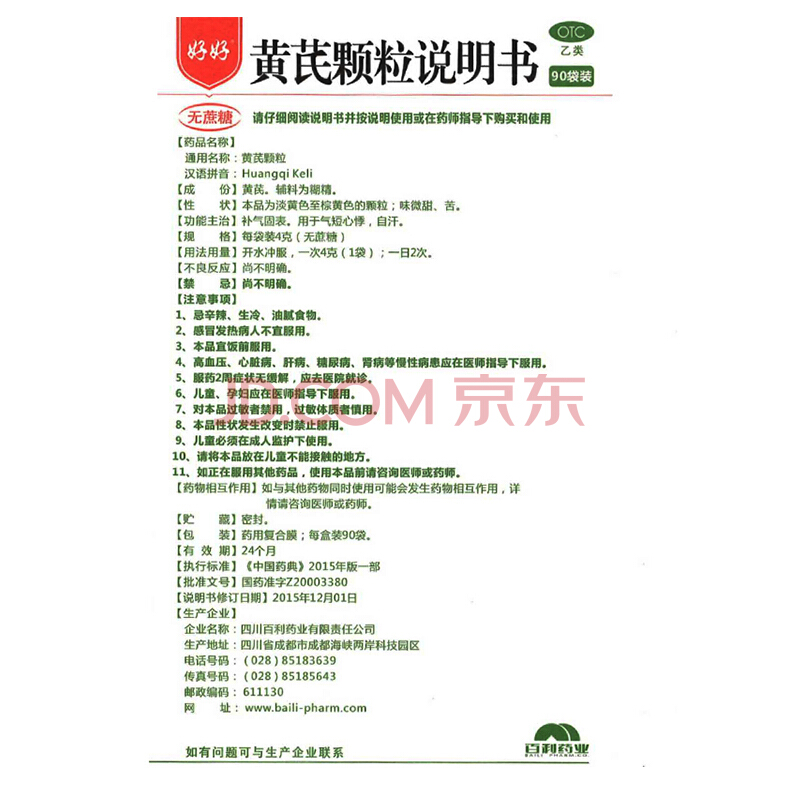 好好
黄芪颗粒说明书
OTC
乙类
90袋装
无蔗糖
请仔细阅读说明书并按说明使用或在药师指导下购买和使用
【药品名称】
通用名称：黄芪颗粒
汉语拼音：Huangqi Keli
【成　份】黄芪。辅料为糊精。
【性　状】本品为淡黄色至棕黄色的颗粒；味微甜、苦。
【功能主治】补气固表。用于气短心悸，自汗。
【规　格】每袋装4克（无蔗糖）
【用法用量】开水冲服，一次4克（1袋）；一日2次。
【不良反应】尚不明确。
【禁　忌】尚不明确。
【注意事项】
1、忌辛辣、生冷、油腻食物。
2、感冒发热病人不宜服用。
3、本品宜饭前服用。
4、高血压、心脏病、肝病、糖尿病、肾病等慢性病患应在医师指导下服用。
5、服药2周症状无缓解，应去医院就诊。
6、儿童、孕妇应在医师指导下服用。
7、对本品过敏者禁用，过敏体质者慎用。
8、本品性状发生改变时禁止服用。
9、儿童必须在成人监护下使用。
10、请将本品放在儿童不能接触的地方。
11、如正在服用其他药品，使用本品前请咨询医师或药师。
【药物相互作用】如与其他药物同时使用可能会发生药物相互作用，详
情请咨询医师或药师。
【贮　藏】密封。
【包　装】药用复合膜；每盒装90袋。
【有 效 期】24个月
【执行标准】《中国药典》2015年版一部
【批准文号】国药准字Z20003380
【说明书修订日期】2015年12月01日
【生产企业】
企业名称：四川百利药业有限责任公司
生产地址：四川省成都市成都海峡两岸科技园区
电话号码：（028）85183639
传真号码：（028）85185643
邮政编码：611130
网　址：www.baili-pharm.com
如有问题可与生产企业联系
百利药业
BAILI PHARM.CO.
JD.COM 京东